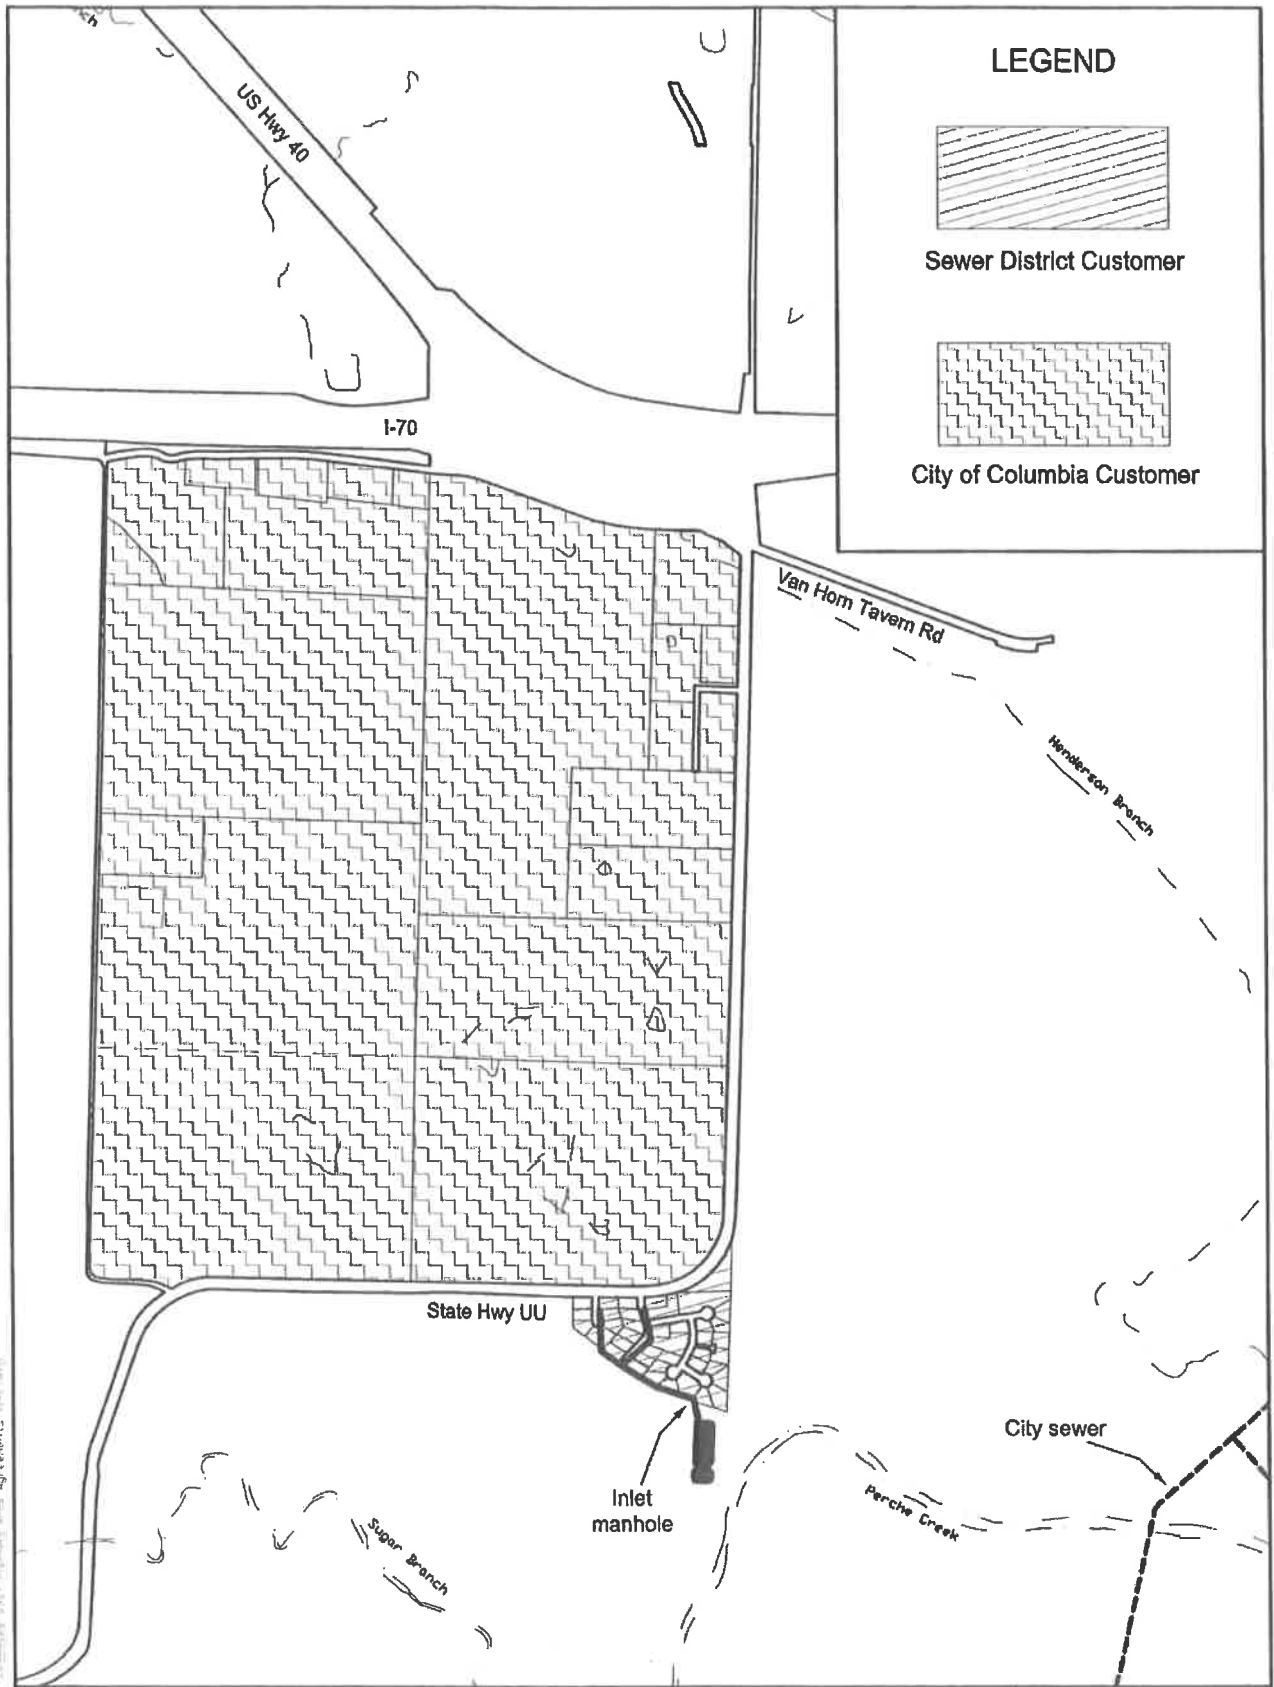 LEGEND
Sewer District Customer
City of Columbia Customer
US Hwy 40
I-70
Van Horn Tavern Rd
Henderson Branch
State Hwy UU
City sewer
Inlet
manhole
Perche Creek
Sugar Branch